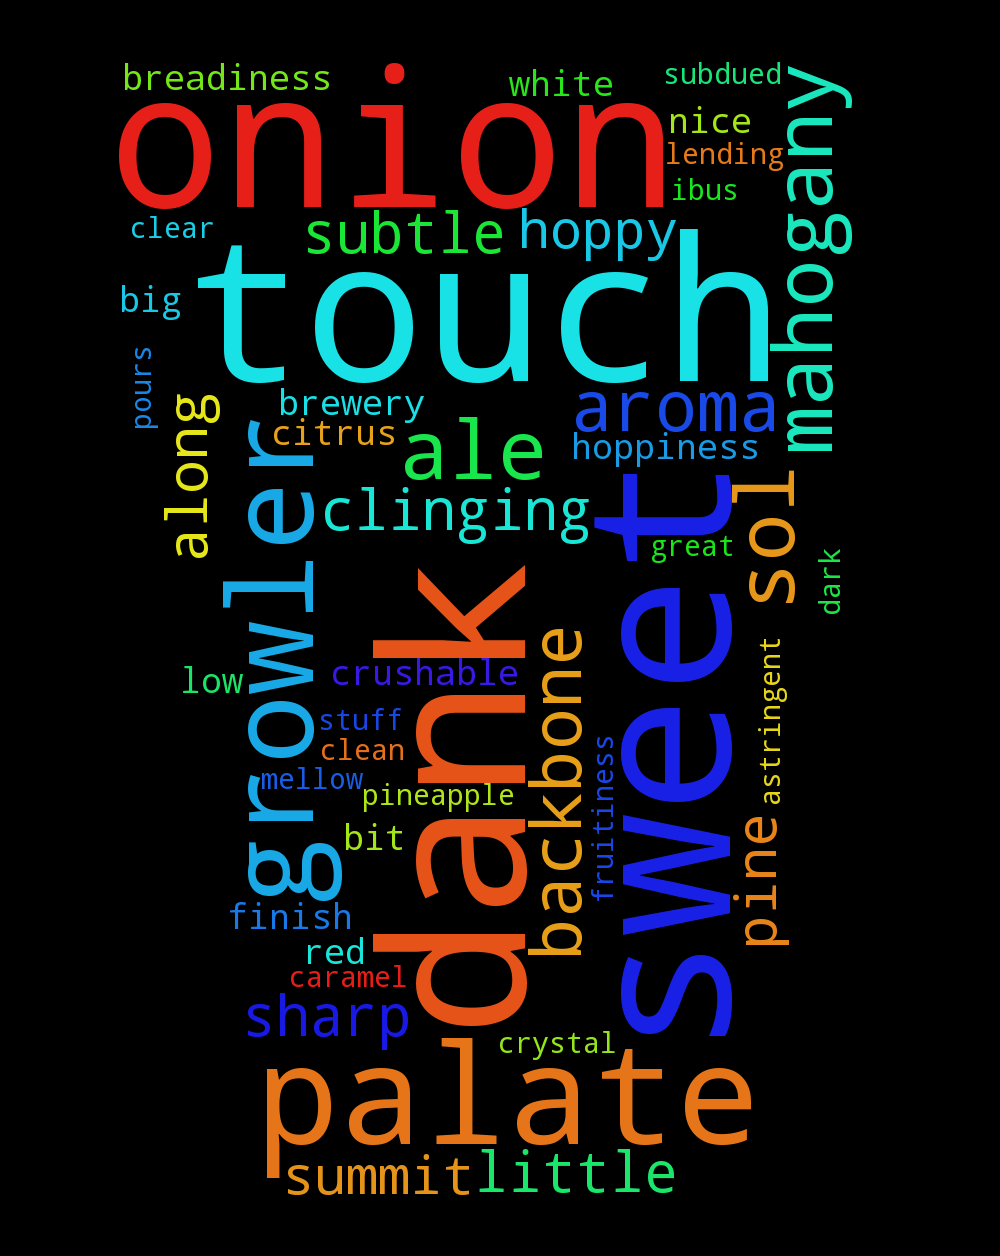 breadiness
white
subdued
onion
nice
lending
ibus
mahogany
clear
subtle
hoppy
big
touch
pours
along
brewery
citrus
ale
aroma
hoppiness
growler
clinging
sweet
sol
great
dark
dank
low
crushable
backbone
astringent
stuff
clean
mellow
pineapple
fruitiness
bit
pine
finish
red
caramel
sharp
crystal
palate
summit
little